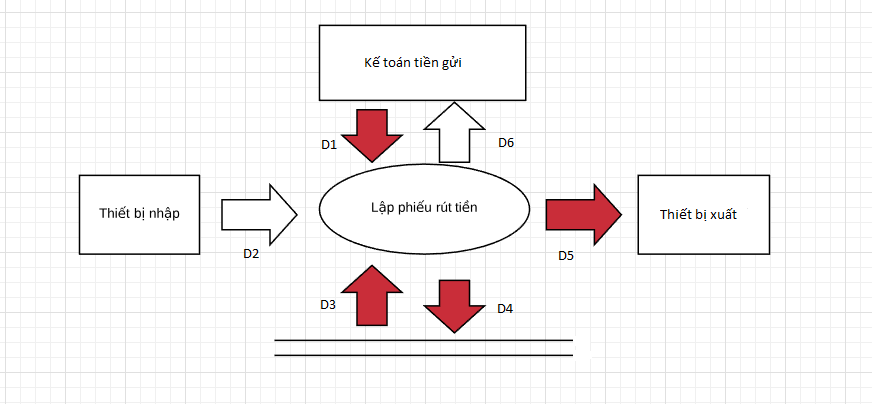 Kế toán tiền gửi
D1
D6
Thiết bị nhập
Lập phiếu rút tiền
Thiết bị xuất
D2
D5
D3
D4